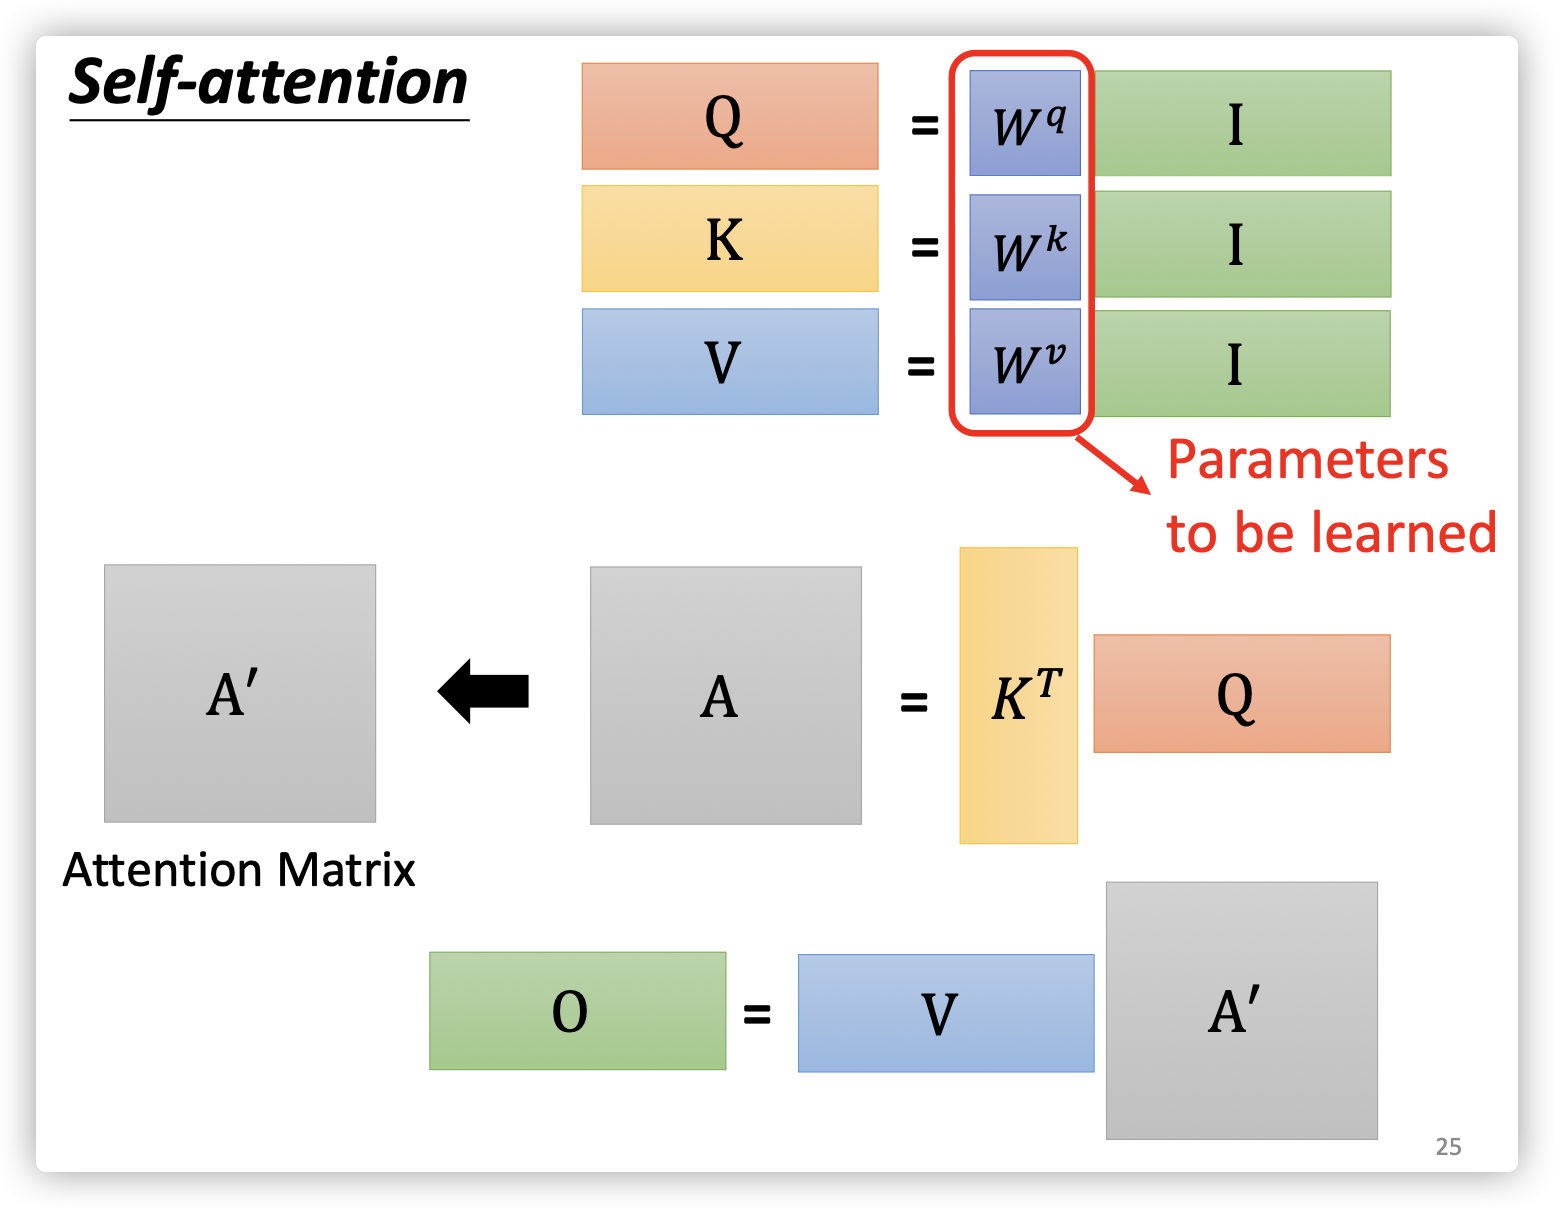 Self-attention
Q = W^q I
K = W^k I
V = W^v I
Parameters
to be learned
A′ A = K^T Q
Attention Matrix
O = V A′
25